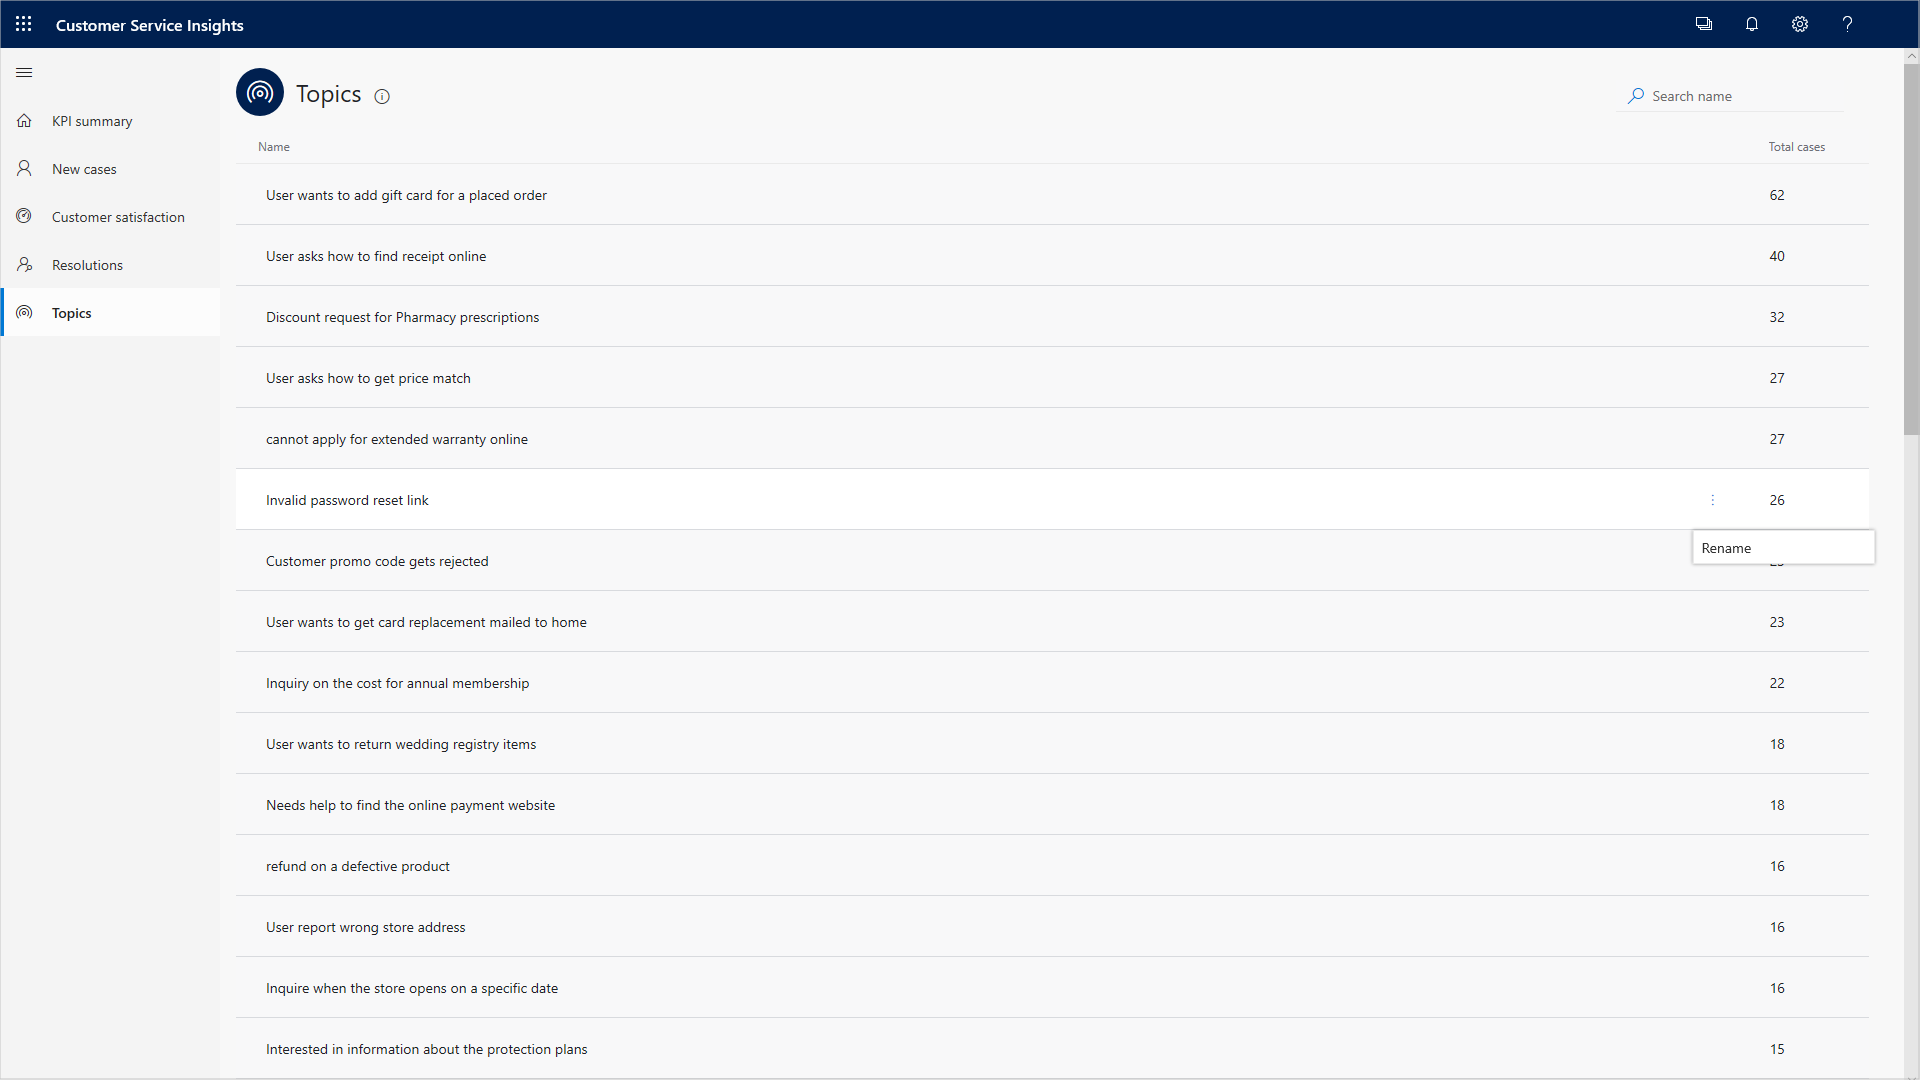 Customer Service Insights
?
KPI summary
New cases
Customer satisfaction
Resolutions
Topics
Topics
Search name
Name Total cases
User wants to add gift card for a placed order 62
User asks how to find receipt online 40
Discount request for Pharmacy prescriptions 32
User asks how to get price match 27
cannot apply for extended warranty online 27
Invalid password reset link 26
Rename
Customer promo code gets rejected
User wants to get card replacement mailed to home 23
Inquiry on the cost for annual membership 22
User wants to return wedding registry items 18
Needs help to find the online payment website 18
refund on a defective product 16
User report wrong store address 16
Inquire when the store opens on a specific date 16
Interested in information about the protection plans 15